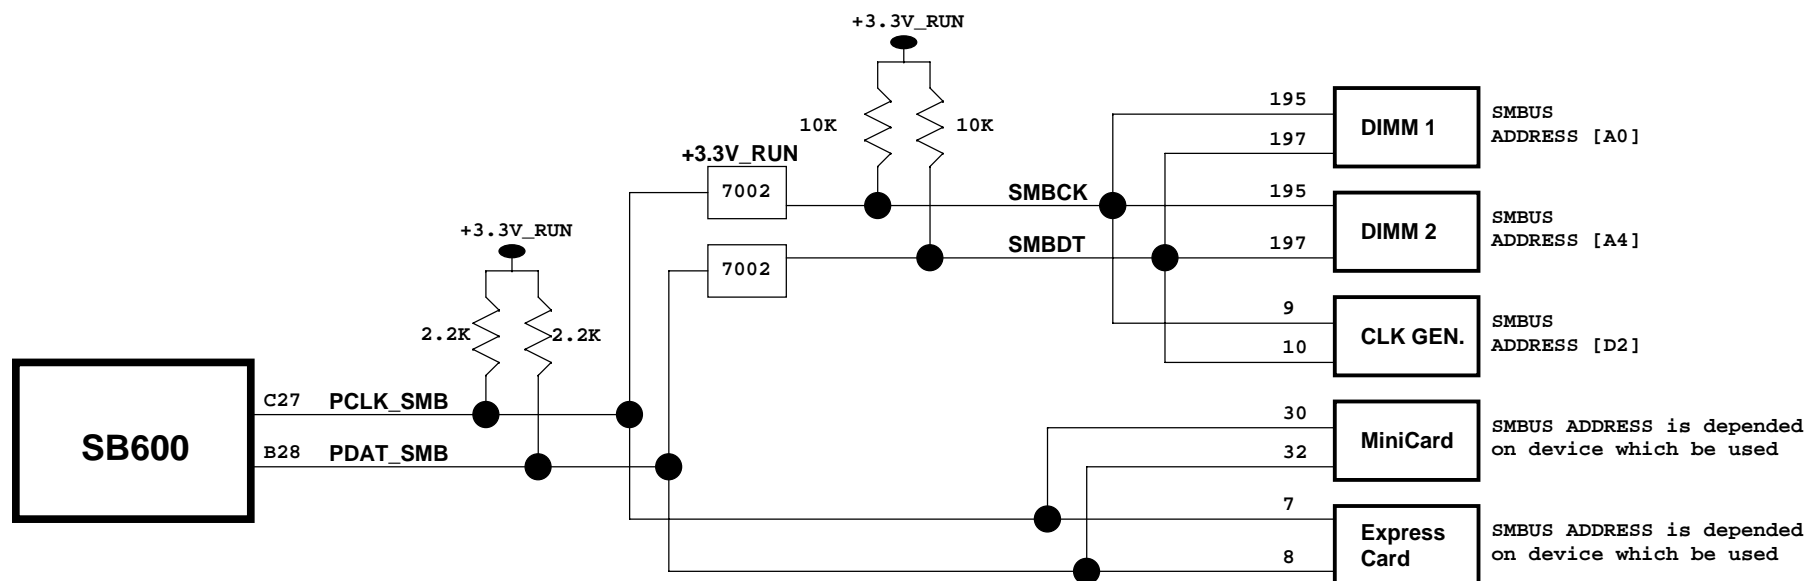 +3.3V_RUN
10K
10K
+3.3V_RUN
7002
7002
SMBCK
SMBDT
195
197
DIMM 1
SMBUS
ADDRESS [A0]
195
197
DIMM 2
SMBUS
ADDRESS [A4]
9
10
CLK GEN.
SMBUS
ADDRESS [D2]
+3.3V_RUN
2.2K
2.2K
SB600
C27
PCLK_SMB
B28
PDAT_SMB
30
32
MiniCard
SMBUS ADDRESS is depended
on device which be used
7
8
Express
Card
SMBUS ADDRESS is depended
on device which be used